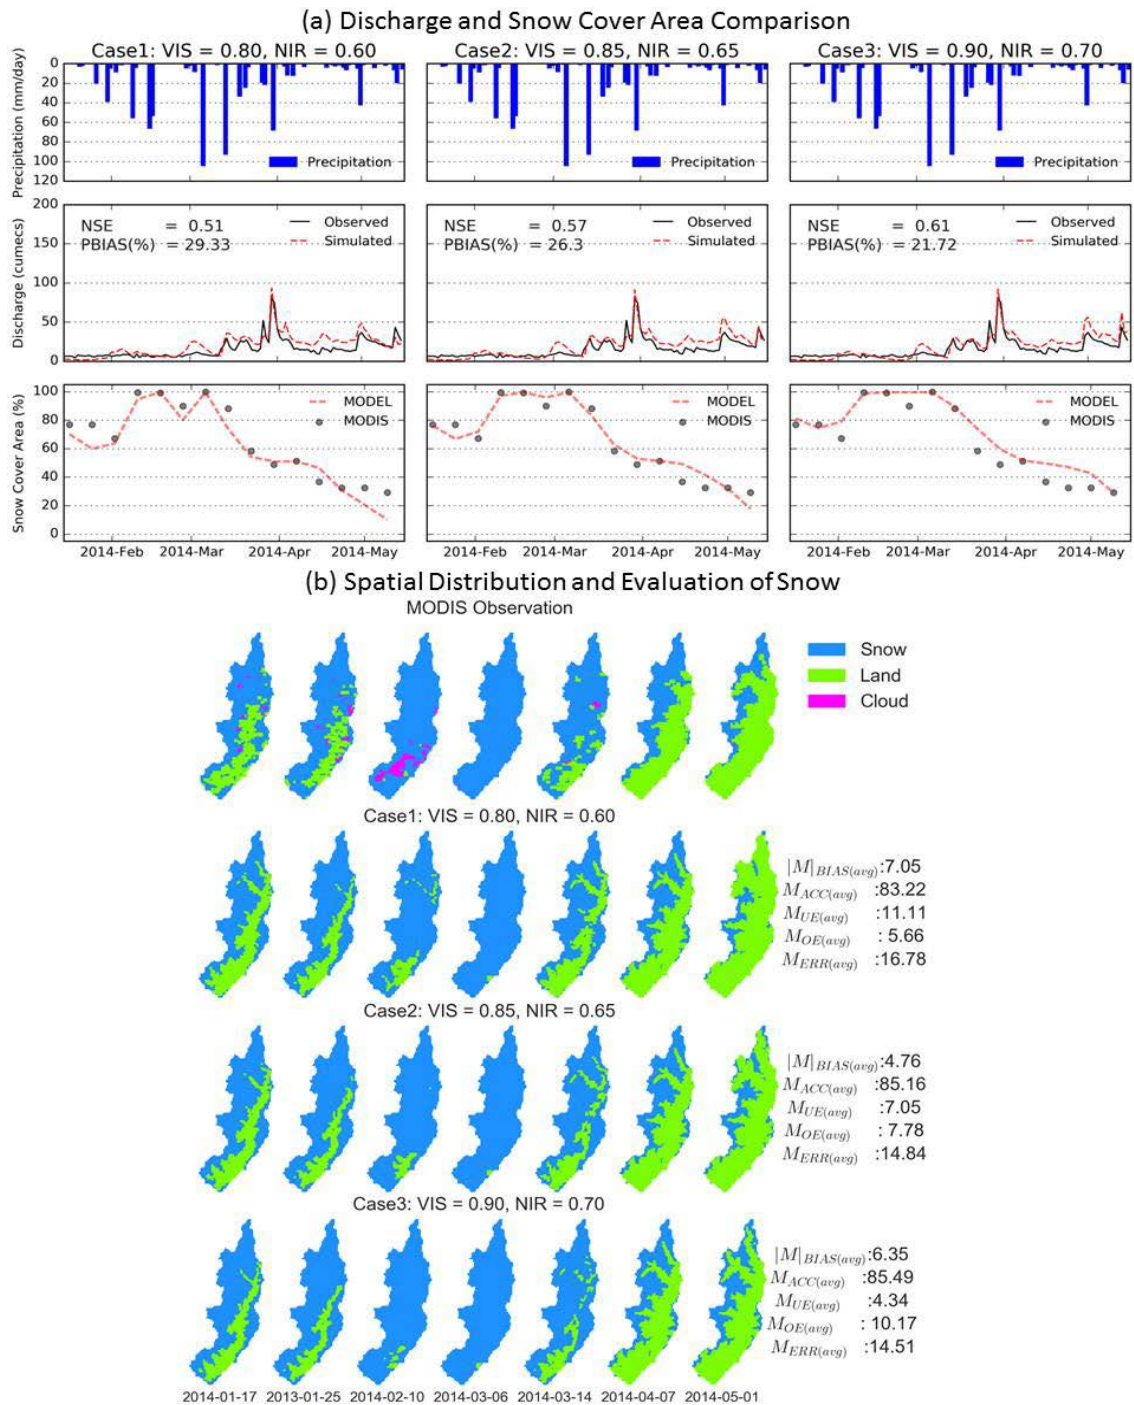 (a) Discharge and Snow Cover Area Comparison
Case1: VIS = 0.80, NIR = 0.60
Case2: VIS = 0.85, NIR = 0.65
Case3: VIS = 0.90, NIR = 0.70
Precipitation (mm/day)
0
20
40
60
80
100
120
Precipitation
Precipitation
Precipitation
Discharge (cumecs)
200
150
100
50
0
NSE = 0.51
PBIAS(%) = 29.33
Observed
Simulated
NSE = 0.57
PBIAS(%) = 26.3
Observed
Simulated
NSE = 0.61
PBIAS(%) = 21.72
Observed
Simulated
Snow Cover Area (%)
100
80
60
40
20
0
MODEL
MODIS
MODEL
MODIS
MODEL
MODIS
2014-Feb 2014-Mar 2014-Apr 2014-May
2014-Feb 2014-Mar 2014-Apr 2014-May
2014-Feb 2014-Mar 2014-Apr 2014-May
(b) Spatial Distribution and Evaluation of Snow
MODIS Observation
Snow
Land
Cloud
Case1: VIS = 0.80, NIR = 0.60
|M|BIAS(avg):7.05
MACC(avg) :83.22
MUE(avg) :11.11
MOE(avg) : 5.66
MERR(avg) :16.78
Case2: VIS = 0.85, NIR = 0.65
|M|BIAS(avg):4.76
MACC(avg) :85.16
MUE(avg) :7.05
MOE(avg) : 7.78
MERR(avg) :14.84
Case3: VIS = 0.90, NIR = 0.70
|M|BIAS(avg):6.35
MACC(avg) :85.49
MUE(avg) :4.34
MOE(avg) : 10.17
MERR(avg) :14.51
2014-01-17 2013-01-25 2014-02-10 2014-03-06 2014-03-14 2014-04-07 2014-05-01